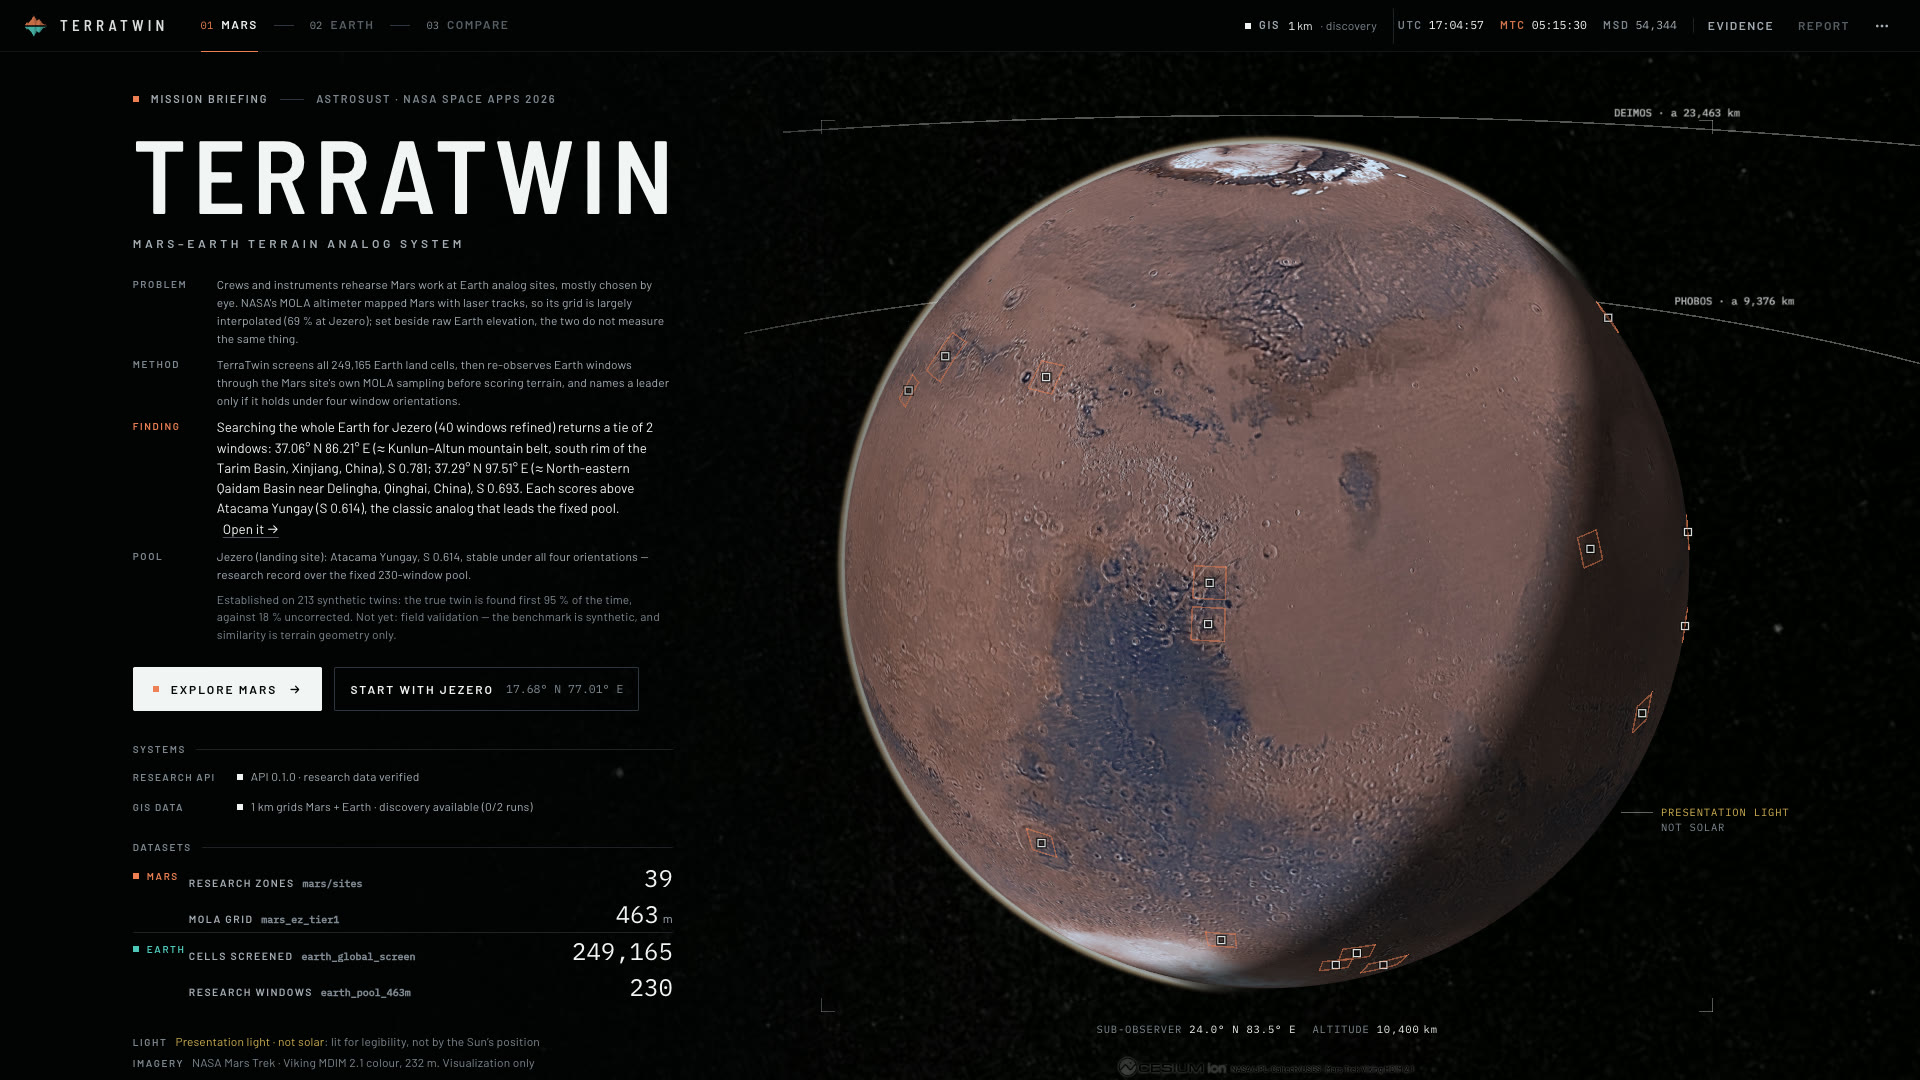 TERRATWIN
01 MARS
02 EARTH
03 COMPARE
GIS 1 km · discovery
UTC 17:04:57 MTC 05:15:30 MSD 54,344
EVIDENCE
REPORT
MISSION BRIEFING
ASTROSUST · NASA SPACE APPS 2026
TERRATWIN
MARS–EARTH TERRAIN ANALOG SYSTEM
PROBLEM
Crews and instruments rehearse Mars work at Earth analog sites, mostly chosen by
eye. NASA's MOLA altimeter mapped Mars with laser tracks, so its grid is largely
interpolated (69 % at Jezero); set beside raw Earth elevation, the two do not measure
the same thing.
METHOD
TerraTwin screens all 249,165 Earth land cells, then re-observes Earth windows
through the Mars site's own MOLA sampling before scoring terrain, and names a leader
only if it holds under four window orientations.
FINDING
Searching the whole Earth for Jezero (40 windows refined) returns a tie of 2
windows: 37.06° N 86.21° E (≈ Kunlun–Altun mountain belt, south rim of the
Tarim Basin, Xinjiang, China), S 0.781; 37.29° N 97.51° E (≈ North-eastern
Qaidam Basin near Delingha, Qinghai, China), S 0.693. Each scores above
Atacama Yungay (S 0.614), the classic analog that leads the fixed pool.
Open it →
POOL
Jezero (landing site): Atacama Yungay, S 0.614, stable under all four orientations —
research record over the fixed 230-window pool.
Established on 213 synthetic twins: the true twin is found first 95 % of the time,
against 18 % uncorrected. Not yet: field validation — the benchmark is synthetic, and
similarity is terrain geometry only.
EXPLORE MARS →
START WITH JEZERO 17.68° N 77.01° E
SYSTEMS
RESEARCH API API 0.1.0 · research data verified
GIS DATA 1 km grids Mars + Earth · discovery available (0/2 runs)
DATASETS
MARS
RESEARCH ZONES mars/sites 39
MOLA GRID mars_ez_tier1 463 m
EARTH
CELLS SCREENED earth_global_screen 249,165
RESEARCH WINDOWS earth_pool_463m 230
LIGHT Presentation light · not solar: lit for legibility, not by the Sun's position
IMAGERY NASA Mars Trek · Viking MDIM 2.1 colour, 232 m. Visualization only
DEIMOS · a 23,463 km
PHOBOS · a 9,376 km
PRESENTATION LIGHT
NOT SOLAR
SUB-OBSERVER 24.0° N 83.5° E ALTITUDE 10,400 km
CESIUM ion